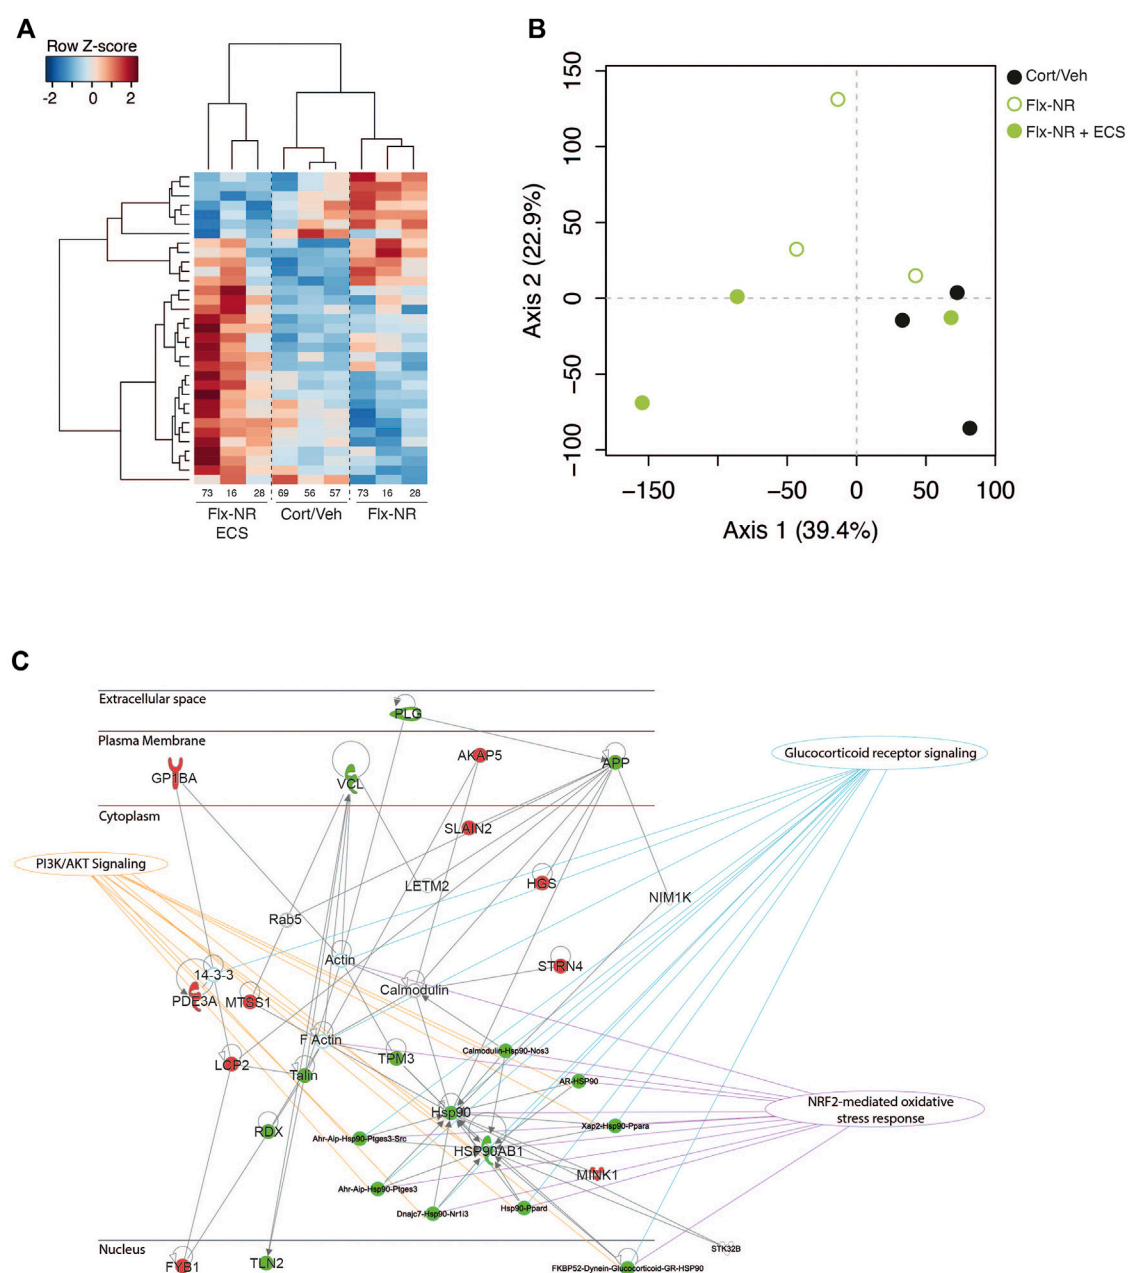 A
Row Z-score
-2 0 2
73 16 28 69 56 57 73 16 28
Flx-NR
ECS
Cort/Veh
Flx-NR
B
150
100
50
0
−50
−100
Axis 2 (22.9%)
−150 −50 0 50 100
Axis 1 (39.4%)
Cort/Veh
Flx-NR
Flx-NR + ECS
C
Extracellular space
PLG
Plasma Membrane
GP1BA
VCL
AKAP5
APP
Glucocorticoid receptor signaling
Cytoplasm
SLAIN2
PI3K/AKT Signaling
LETM2
HGS
NIM1K
Rab5
Actin
14-3-3
STRN4
PDE3A
MTSS1
Calmodulin
F Actin
LCP2
Talin
TPM3
Calmodulin-Hsp90-Nos3
AR-HSP90
NRF2-mediated oxidative
stress response
Hsp90
Xap2-Hsp90-Ppara
RDX
Ahr-Aip-Hsp90-Ptges3-Src
HSP90AB1
MINK1
Ahr-Aip-Hsp90-Ptges3
Dnajc7-Hsp90-Nr1i3
Hsp90-Ppard
Nucleus
STK32B
FYB1
TLN2
FKBP52-Dynein-Glucocorticoid-GR-HSP90